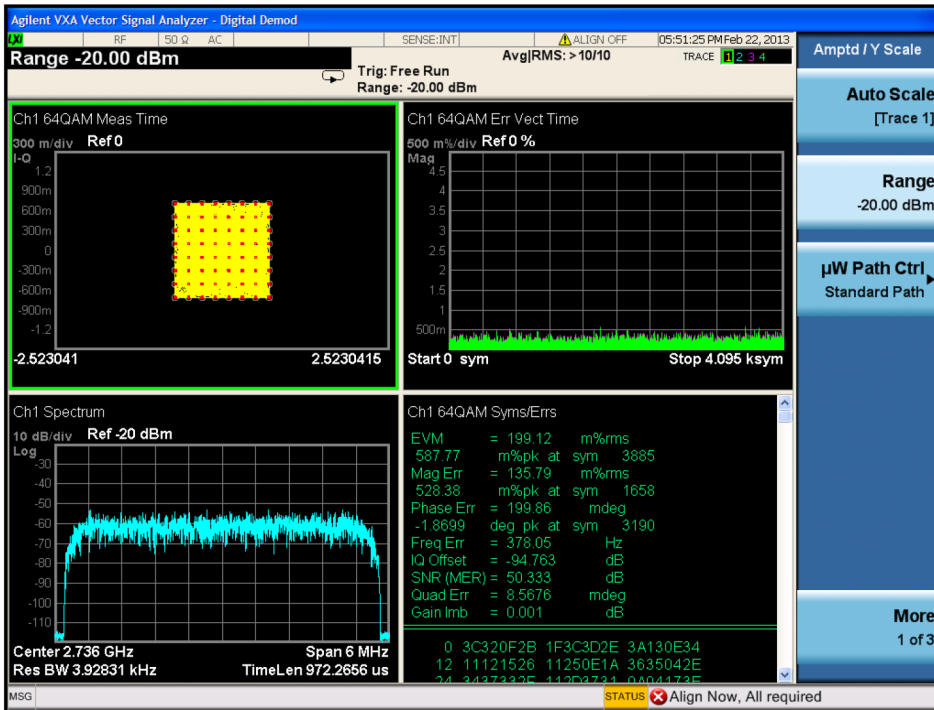 Agilent VXA Vector Signal Analyzer - Digital Demod
LXI RF 50 Ω AC SENSE:INT ALIGN OFF 05:51:25 PM Feb 22, 2013
Range -20.00 dBm
Trig: Free Run
Range: -20.00 dBm
Avg|RMS: >10/10
TRACE 1 2 3 4
Amptd / Y Scale
Auto Scale
[Trace 1]
Range
-20.00 dBm
µW Path Ctrl
Standard Path
More
1 of 3
Ch1 64QAM Meas Time
300 m/div Ref 0
I-Q
1.2
900m
600m
300m
0
-300m
-600m
-900m
-1.2
-2.523041 2.5230415
Ch1 64QAM Err Vect Time
500 m%/div Ref 0 %
Mag
4.5
4
3.5
3
2.5
2
1.5
1
500m
Start 0 sym Stop 4.095 ksym
Ch1 Spectrum
10 dB/div Ref -20 dBm
Log
-30
-40
-50
-60
-70
-80
-90
-100
-110
Center 2.736 GHz Span 6 MHz
Res BW 3.92831 kHz TimeLen 972.2656 us
Ch1 64QAM Syms/Errs
EVM = 199.12 m%rms
587.77 m%pk at sym 3885
Mag Err = 135.79 m%rms
528.38 m%pk at sym 1658
Phase Err = 199.86 mdeg
-1.8699 deg pk at sym 3190
Freq Err = 378.05 Hz
IQ Offset = -94.763 dB
SNR (MER) = 50.333 dB
Quad Err = 8.5676 mdeg
Gain Imb = 0.001 dB
0 3C320F2B 1F3C3D2E 3A130E34
12 11121526 11250E1A 3635042E
24 3437332F 112D3731 0A04173E
MSG STATUS Align Now, All required